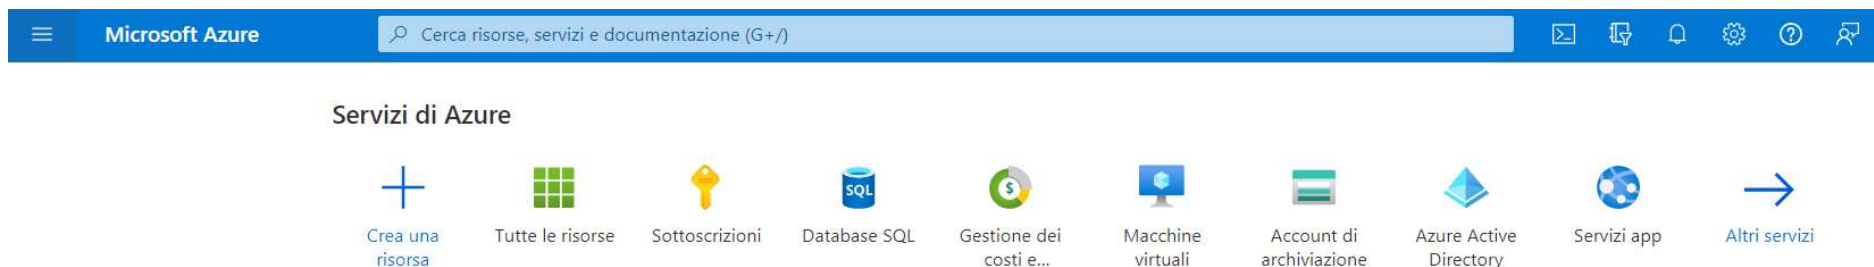 Microsoft Azure
Cerca risorse, servizi e documentazione (G+/)
Servizi di Azure
SQL
$
Crea una risorsa
Tutte le risorse
Sottoscrizioni
Database SQL
Gestione dei costi e...
Macchine virtuali
Account di archiviazione
Azure Active Directory
Servizi app
Altri servizi